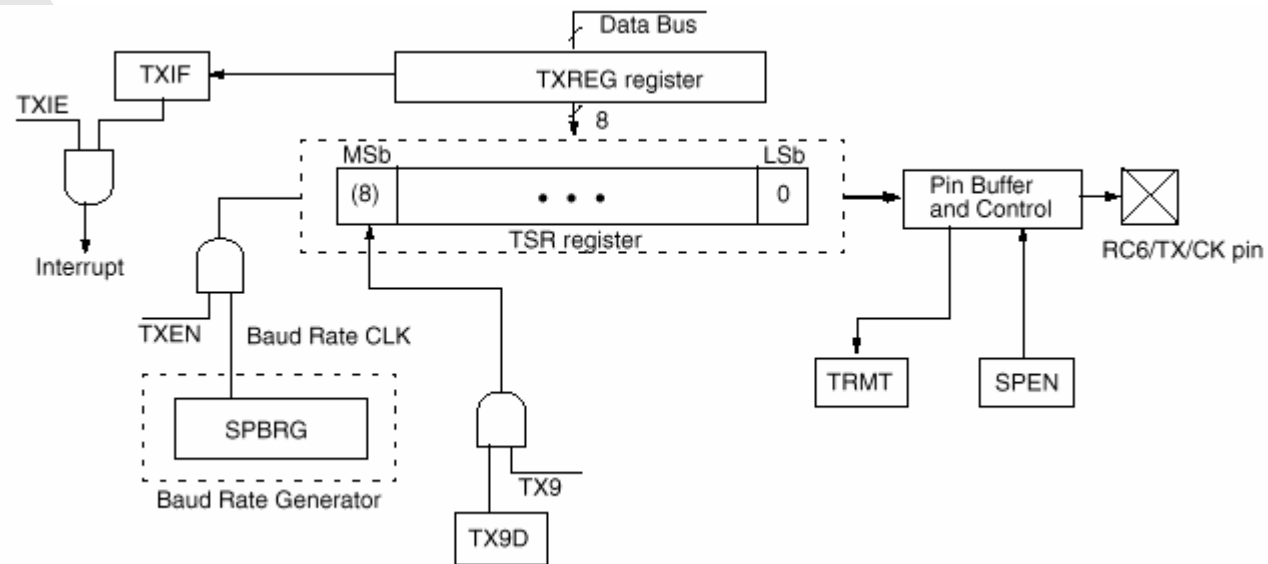 Data Bus
TXIF
TXREG register
TXIE
8
MSb
LSb
(8)
• • •
0
Pin Buffer
and Control
TSR register
Interrupt
RC6/TX/CK pin
TXEN
Baud Rate CLK
TRMT
SPEN
SPBRG
TX9
Baud Rate Generator
TX9D